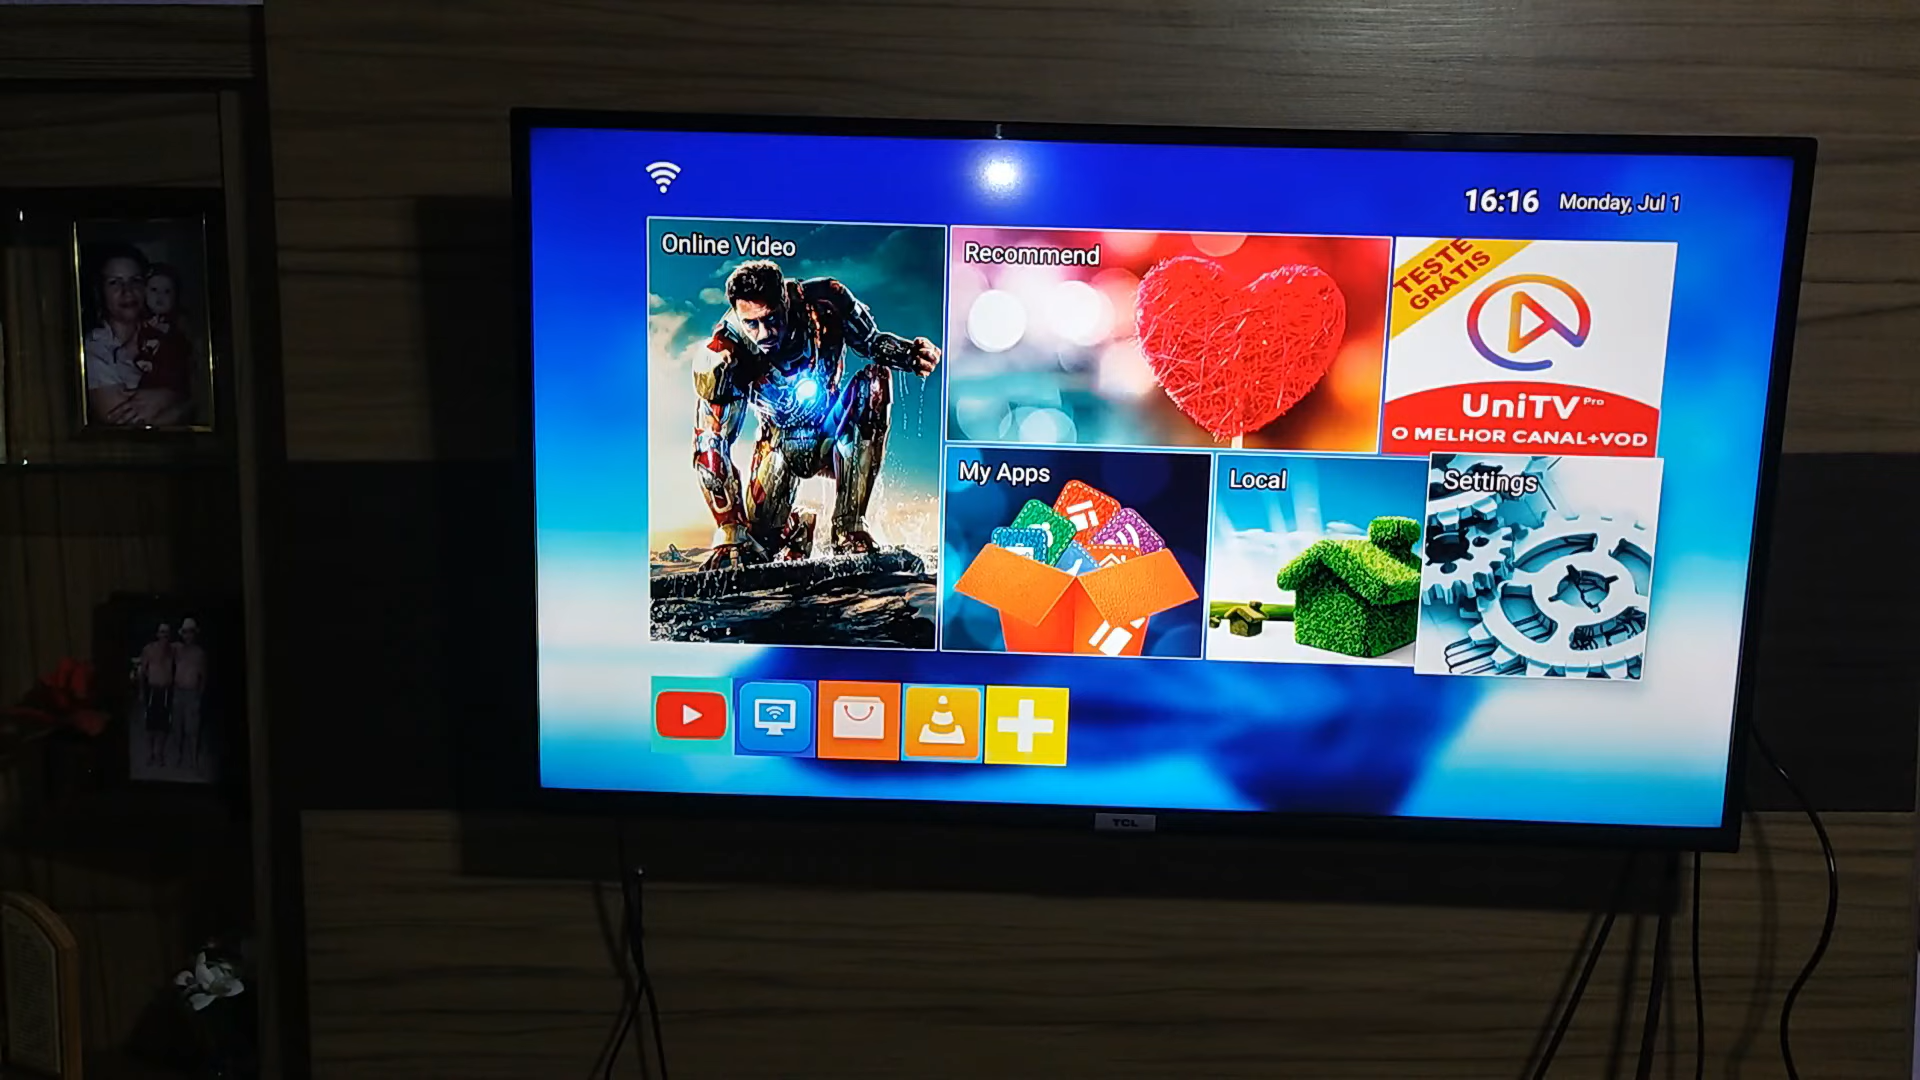 16:16 Monday, Jul 1
Online Video
Recommend
TESTE
GRÁTIS
UniTV Pro
O MELHOR CANAL+VOD
My Apps
Local
Settings
TCL